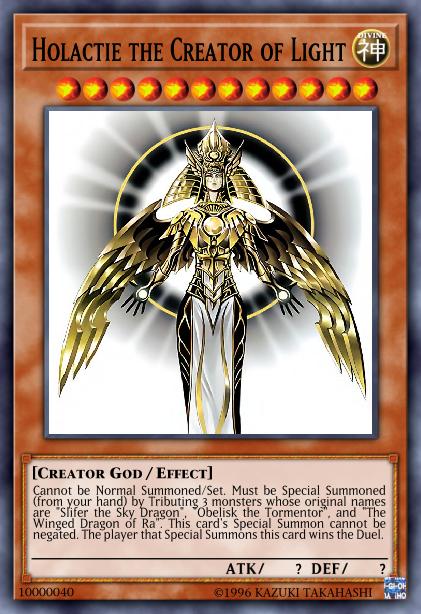 Holactie the Creator of Light
DIVINE
神
[Creator God / Effect]
Cannot be Normal Summoned/Set. Must be Special Summoned
(from your hand) by Tributing 3 monsters whose original names
are "Slifer the Sky Dragon", "Obelisk the Tormentor", and "The
Winged Dragon of Ra". This card's Special Summon cannot be
negated. The player that Special Summons this card wins the Duel.
ATK/ ? DEF/ ?
10000040
©1996 KAZUKI TAKAHASHI